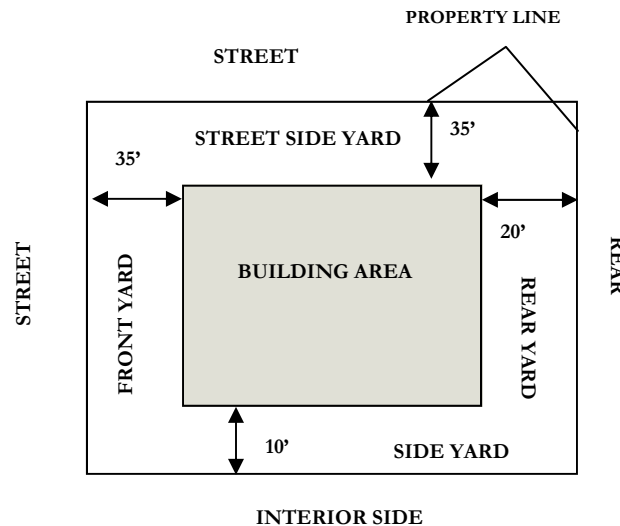 PROPERTY LINE
STREET
STREET SIDE YARD
35’
35’
20’
STREET
FRONT YARD
BUILDING AREA
REAR YARD
REAR
10’
SIDE YARD
INTERIOR SIDE